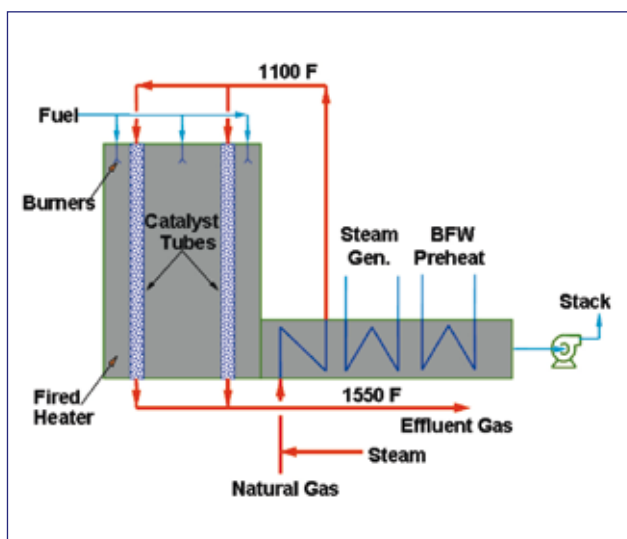 1100 F
Fuel
Burners
Catalyst
Tubes
Steam
Gen.
BFW
Preheat
Stack
Fired
Heater
1550 F
Effluent Gas
Steam
Natural Gas